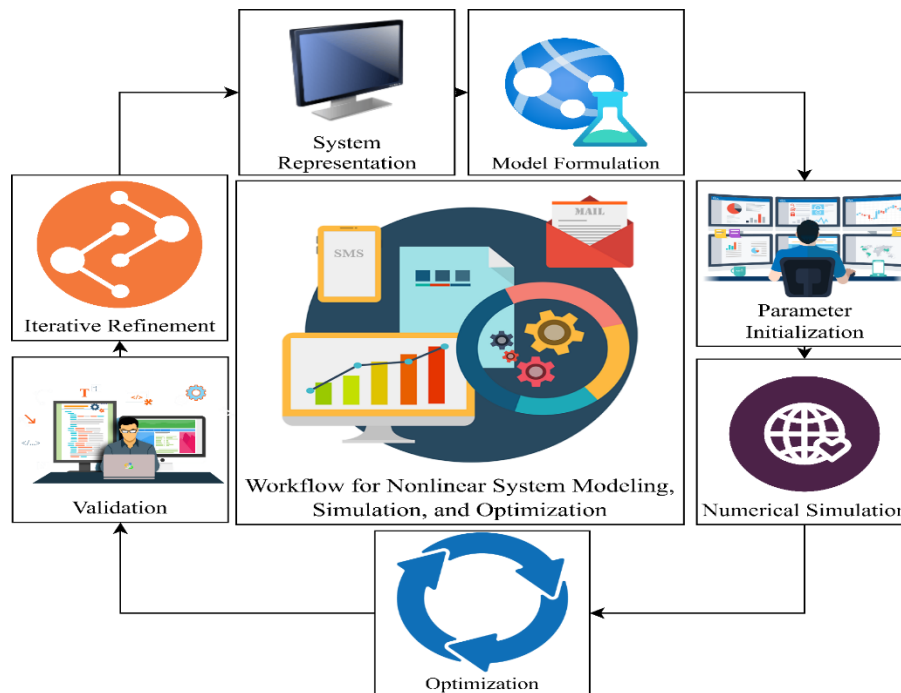 System
Representation
Model Formulation
Parameter
Initialization
Numerical Simulation
Optimization
Validation
Iterative Refinement
SMS
MAIL
Workflow for Nonlinear System Modeling,
Simulation, and Optimization